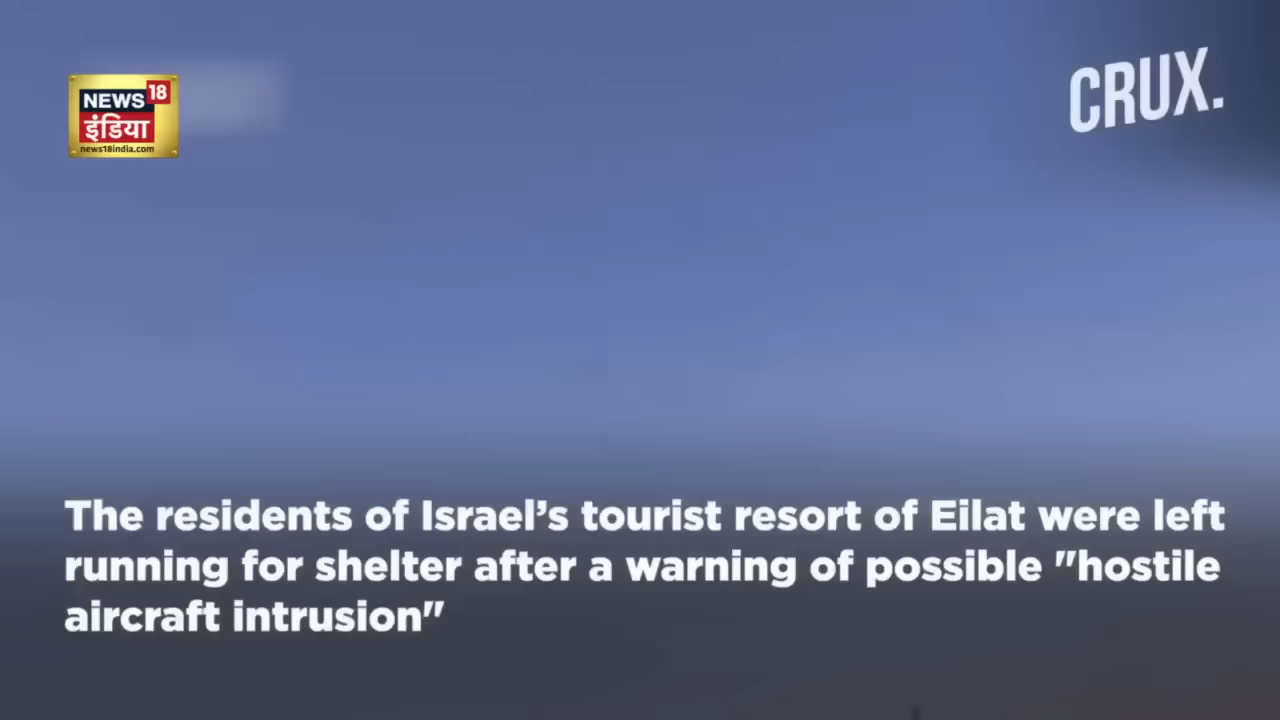 NEWS 18
इंडिया
news18india.com
CRUX.
The residents of Israel’s tourist resort of Eilat were left
running for shelter after a warning of possible "hostile
aircraft intrusion"